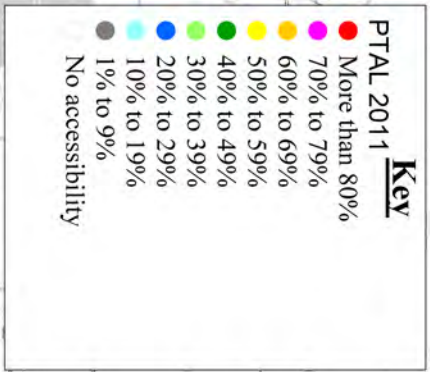 Key
PTAL 2011
More than 80%
70% to 79%
60% to 69%
50% to 59%
40% to 49%
30% to 39%
20% to 29%
10% to 19%
1% to 9%
No accessibility